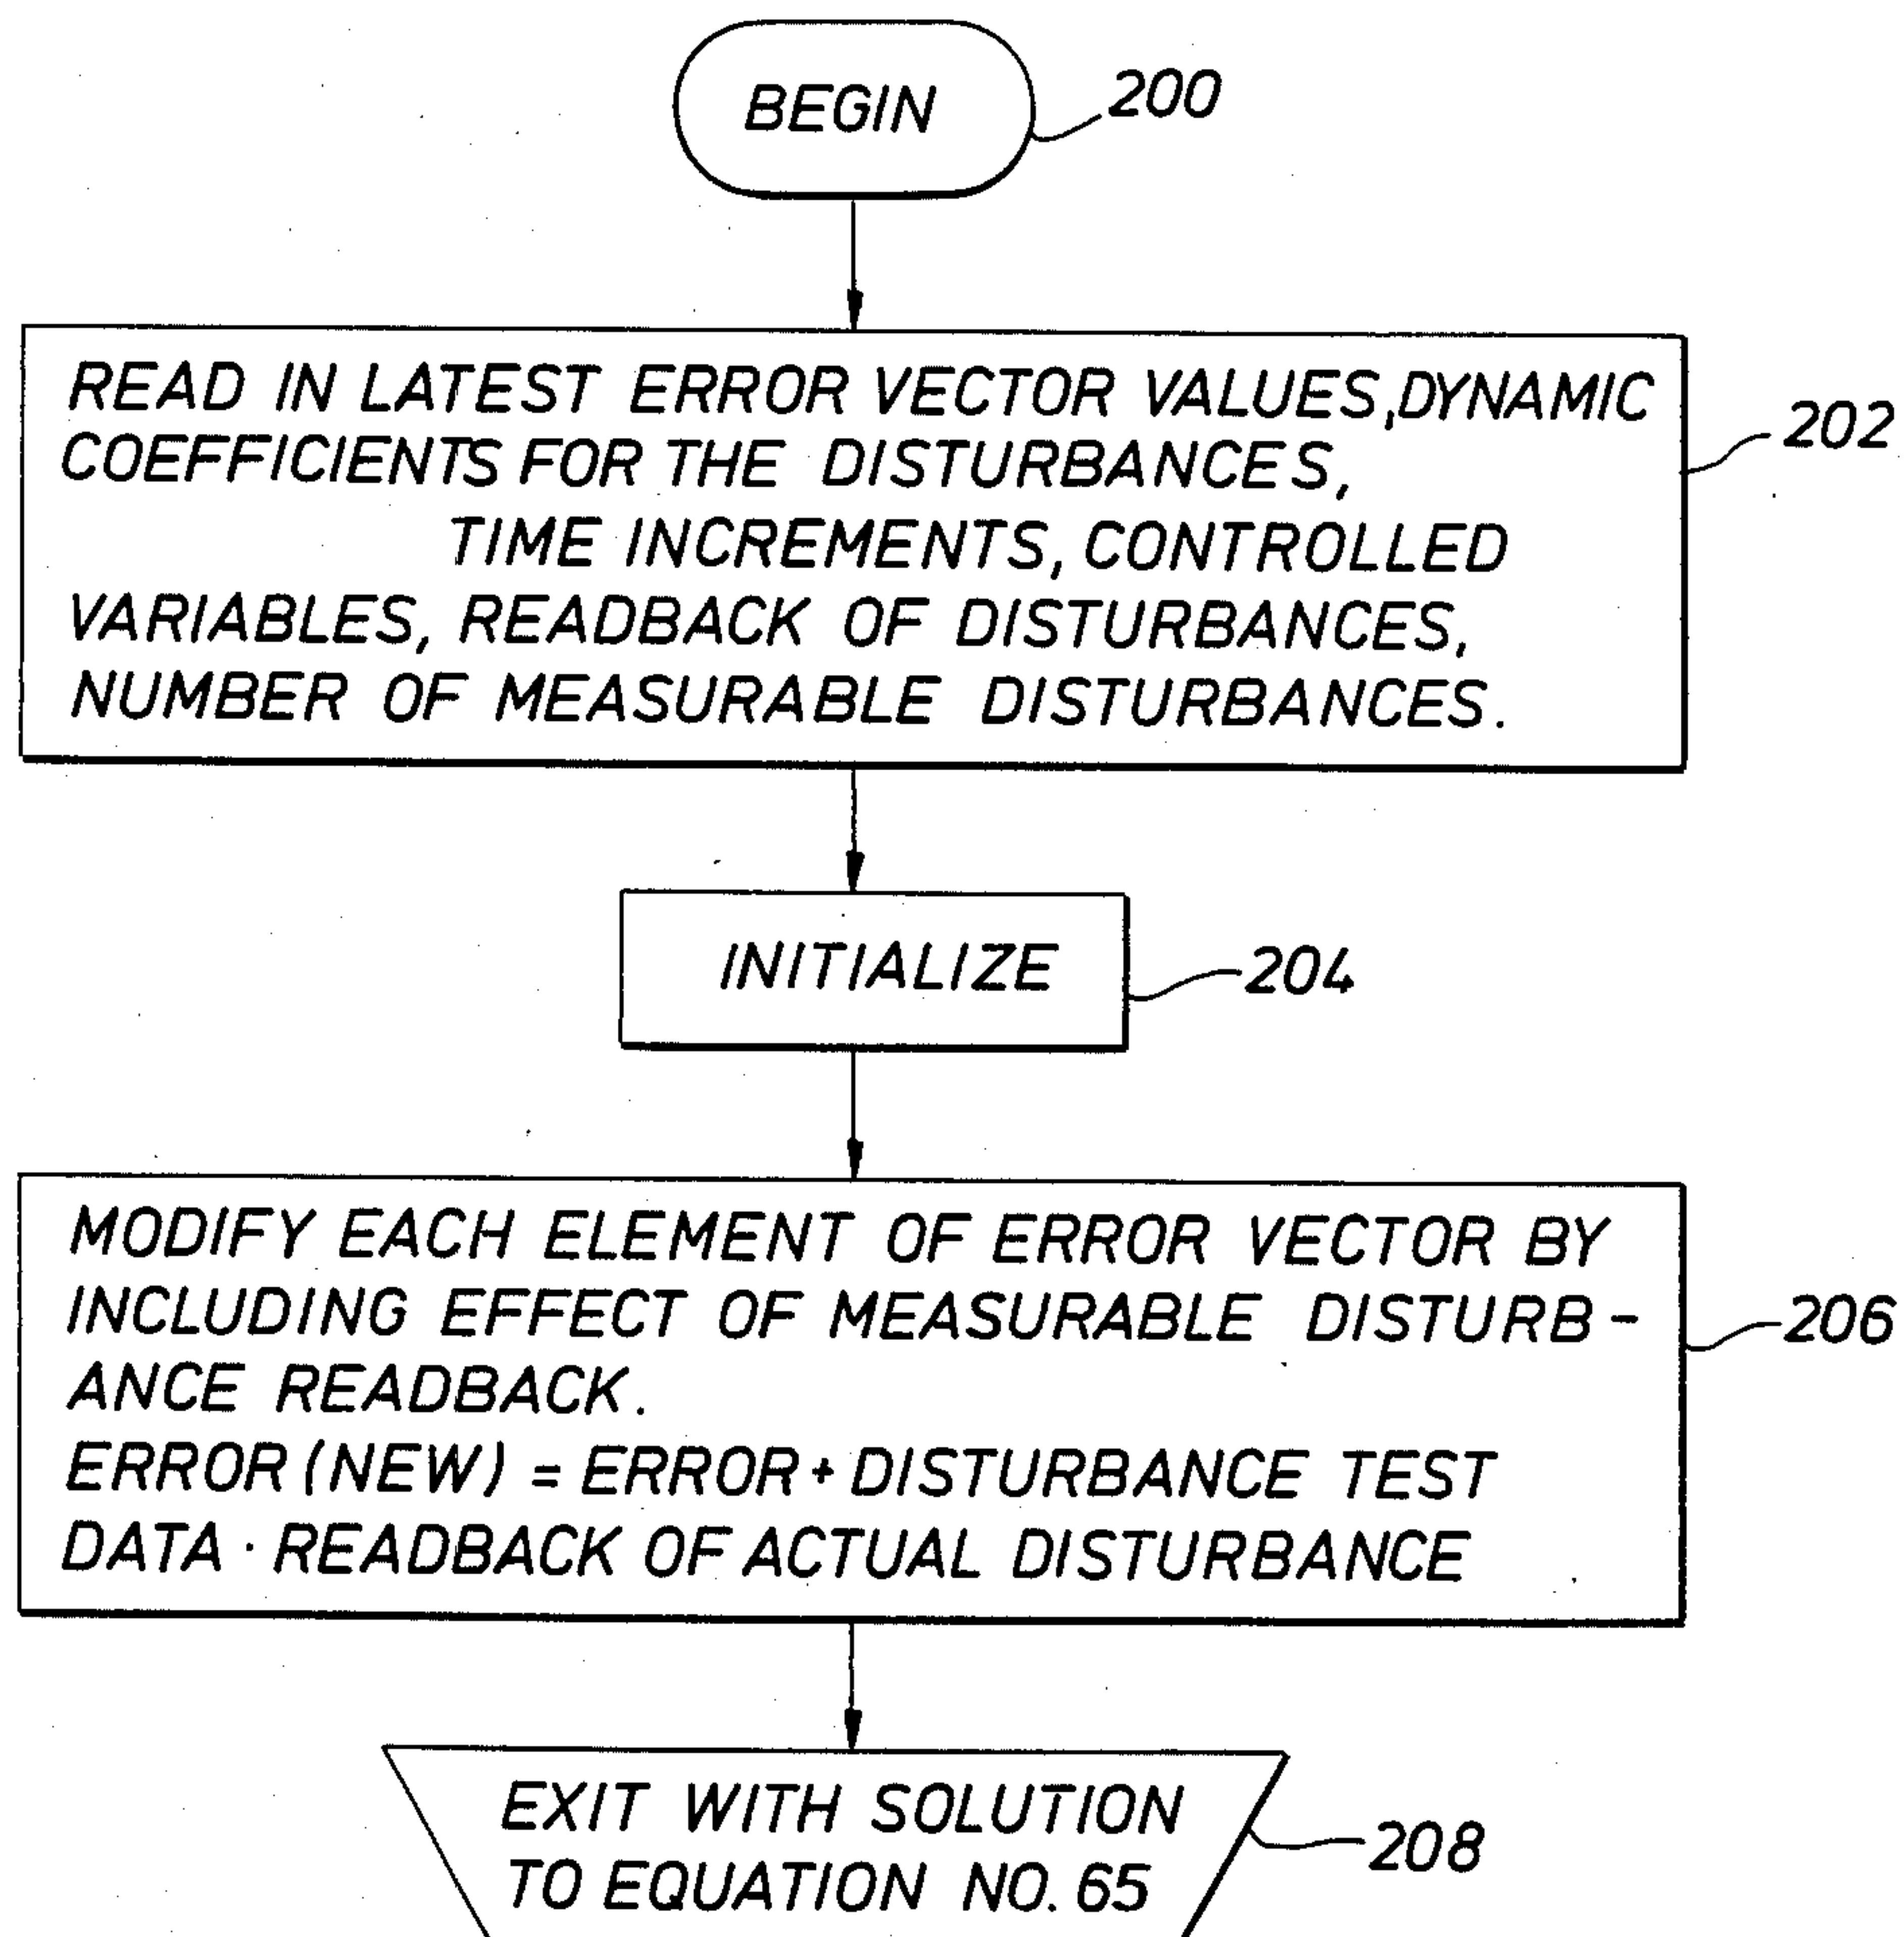 BEGIN
200
READ IN LATEST ERROR VECTOR VALUES, DYNAMIC
COEFFICIENTS FOR THE DISTURBANCES,
TIME INCREMENTS, CONTROLLED
VARIABLES, READBACK OF DISTURBANCES,
NUMBER OF MEASURABLE DISTURBANCES.
202
INITIALIZE
204
MODIFY EACH ELEMENT OF ERROR VECTOR BY
INCLUDING EFFECT OF MEASURABLE DISTURB-
ANCE READBACK.
ERROR (NEW) = ERROR + DISTURBANCE TEST
DATA · READBACK OF ACTUAL DISTURBANCE
206
EXIT WITH SOLUTION
TO EQUATION NO. 65
208